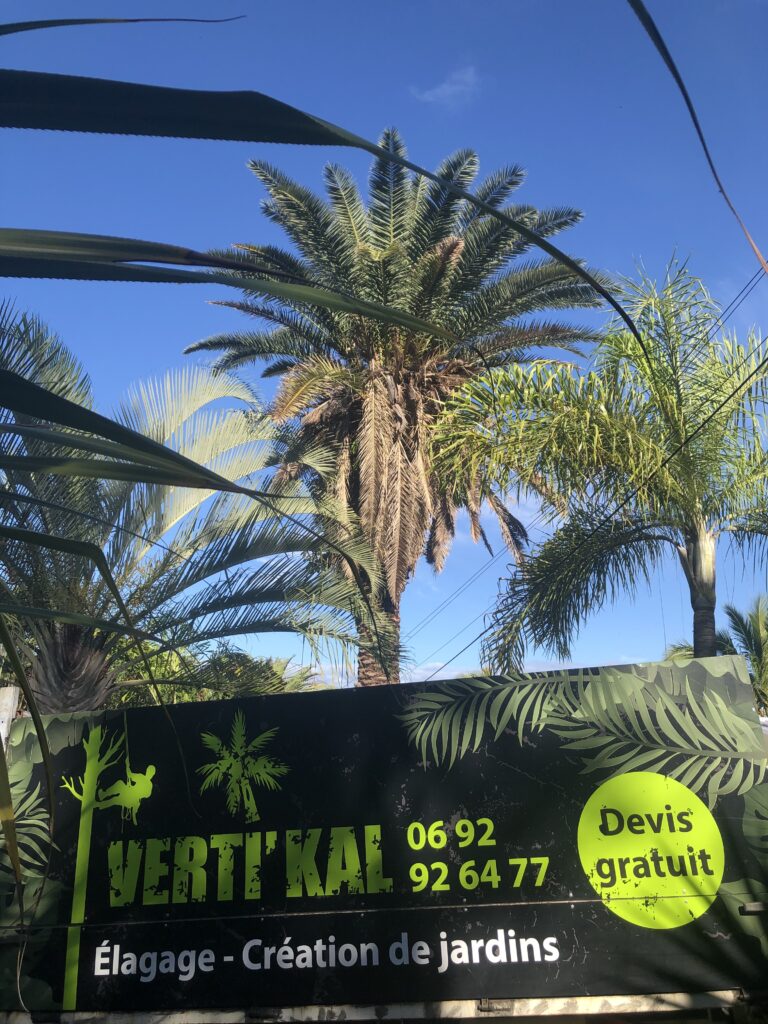 VERTI'KAL
06 92
92 64 77
Devis
gratuit
Élagage - Création de jardins